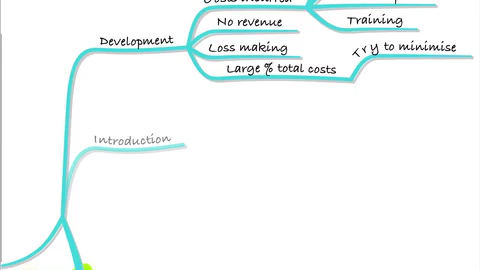 No revenue
Training
Development
Loss making
Try to minimise
Large % total costs
Introduction